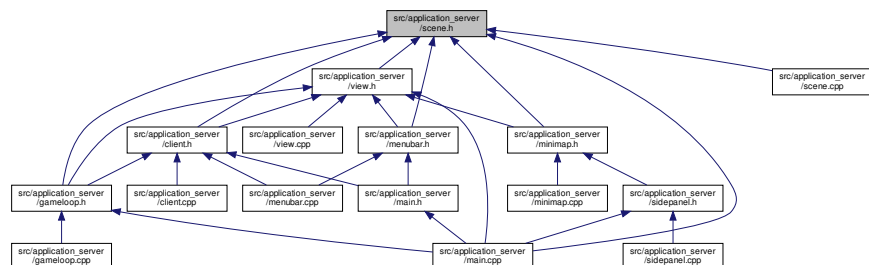 src/application_server
/scene.h
src/application_server
/view.h
src/application_server
/scene.cpp
src/application_server
/client.h
src/application_server
/view.cpp
src/application_server
/menubar.h
src/application_server
/minimap.h
src/application_server
/gameloop.h
src/application_server
/client.cpp
src/application_server
/menubar.cpp
src/application_server
/main.h
src/application_server
/minimap.cpp
src/application_server
/sidepanel.h
src/application_server
/gameloop.cpp
src/application_server
/main.cpp
src/application_server
/sidepanel.cpp